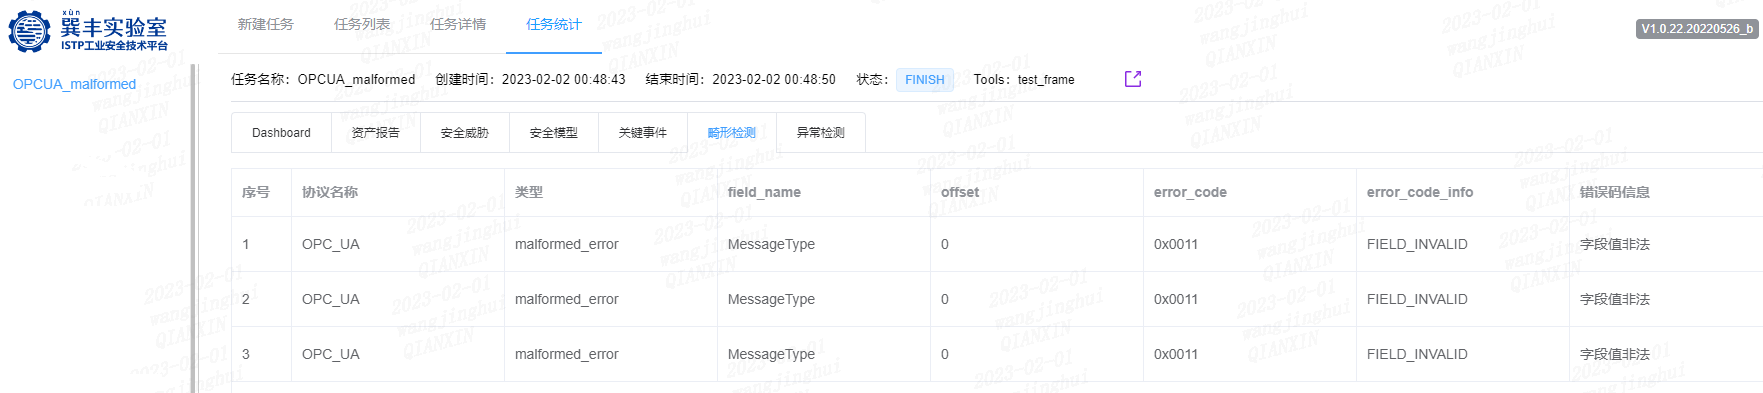 xùn
巽丰实验室
ISTP工业安全技术平台
新建任务 任务列表 任务详情 任务统计
V1.0.22.20220526_b
OPCUA_malformed
任务名称：OPCUA_malformed 创建时间：2023-02-02 00:48:43 结束时间：2023-02-02 00:48:50 状态： FINISH Tools：test_frame
Dashboard 资产报告 安全威胁 安全模型 关键事件 畸形检测 异常检测
序号 协议名称 类型 field_name offset error_code error_code_info 错误码信息
1 OPC_UA malformed_error MessageType 0 0x0011 FIELD_INVALID 字段值非法
2 OPC_UA malformed_error MessageType 0 0x0011 FIELD_INVALID 字段值非法
3 OPC_UA malformed_error MessageType 0 0x0011 FIELD_INVALID 字段值非法
2023-02-01
wangjinghui
QIANXIN